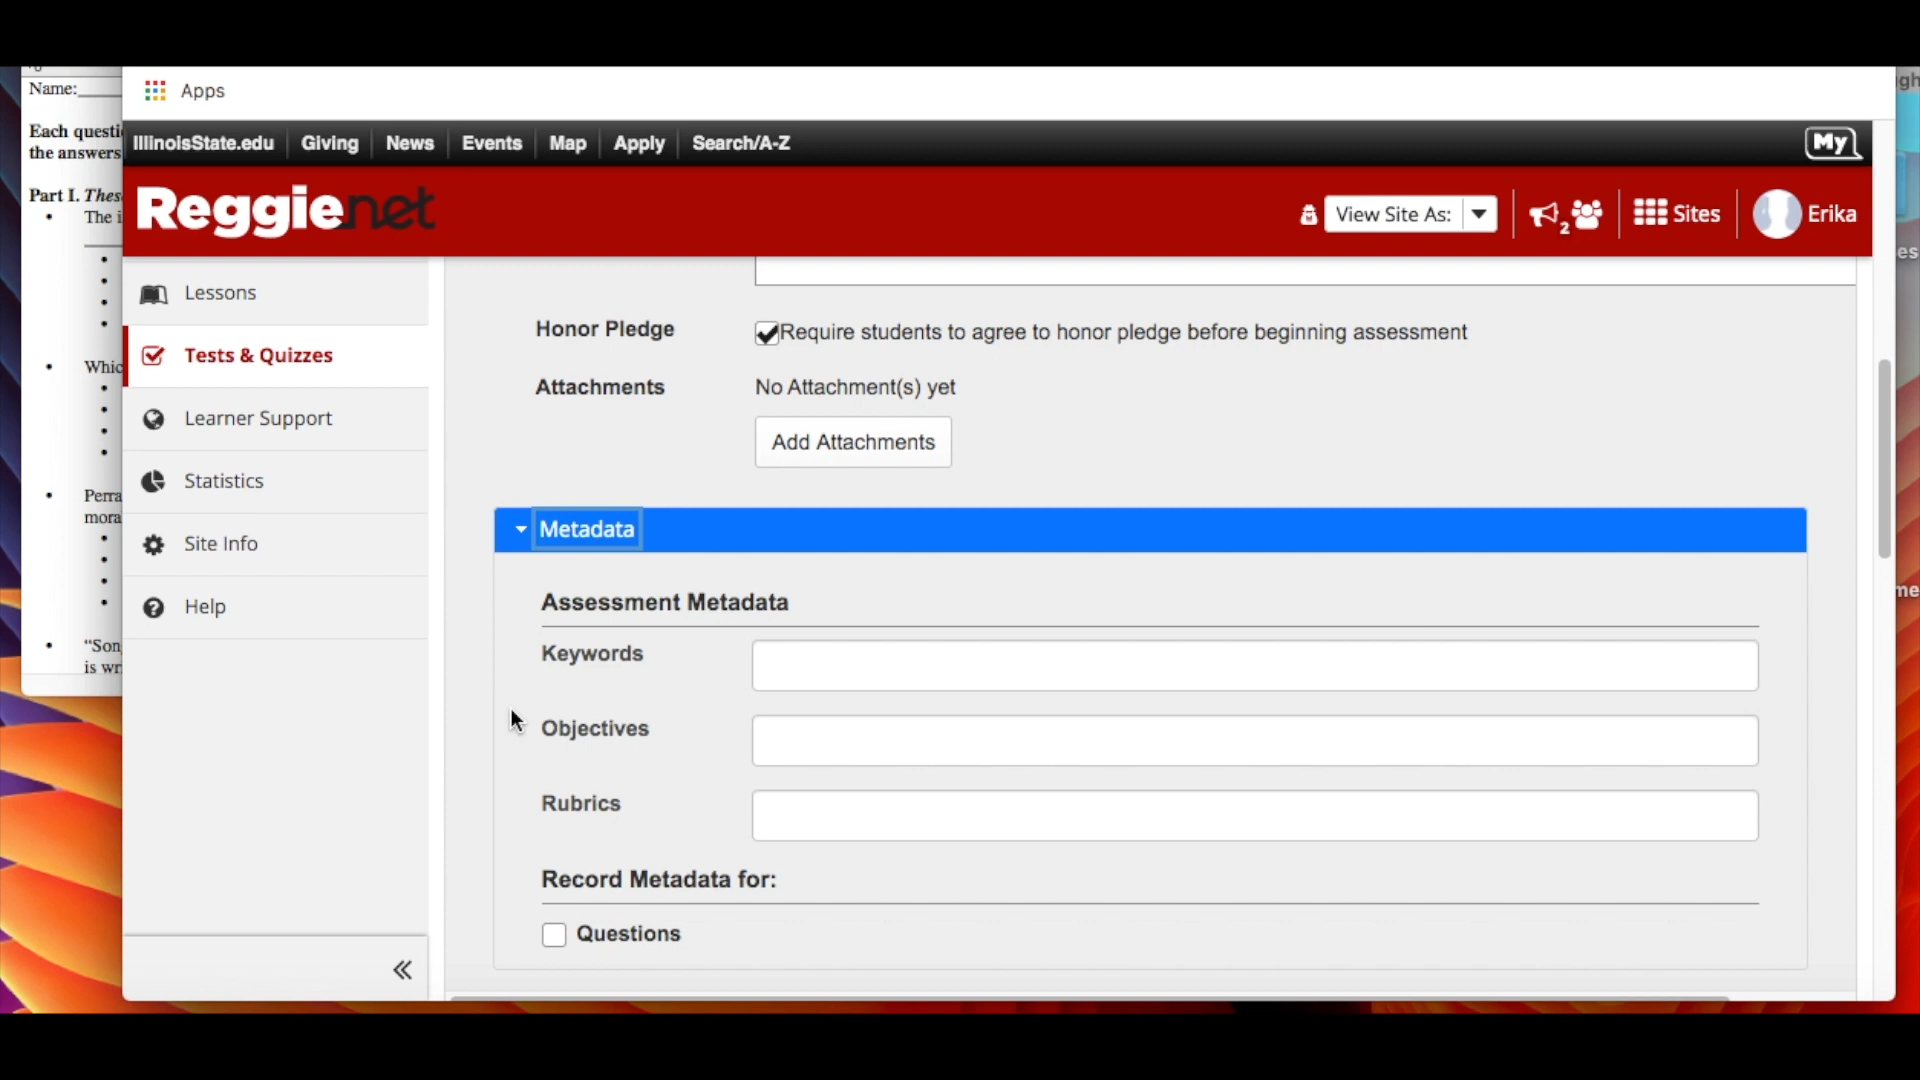 Name:
Each questi
the answers
Part I. Thes
The i
Whic
Perra
mora
"Son
is wr
Apps
IllinoisState.edu Giving News Events Map Apply Search/A-Z My
Reggienet
View Site As: 2 Sites Erika
Lessons
Tests & Quizzes
Learner Support
Statistics
Site Info
Help
Honor Pledge Require students to agree to honor pledge before beginning assessment
Attachments No Attachment(s) yet
Add Attachments
Metadata
Assessment Metadata
Keywords
Objectives
Rubrics
Record Metadata for:
Questions
gh
es
me